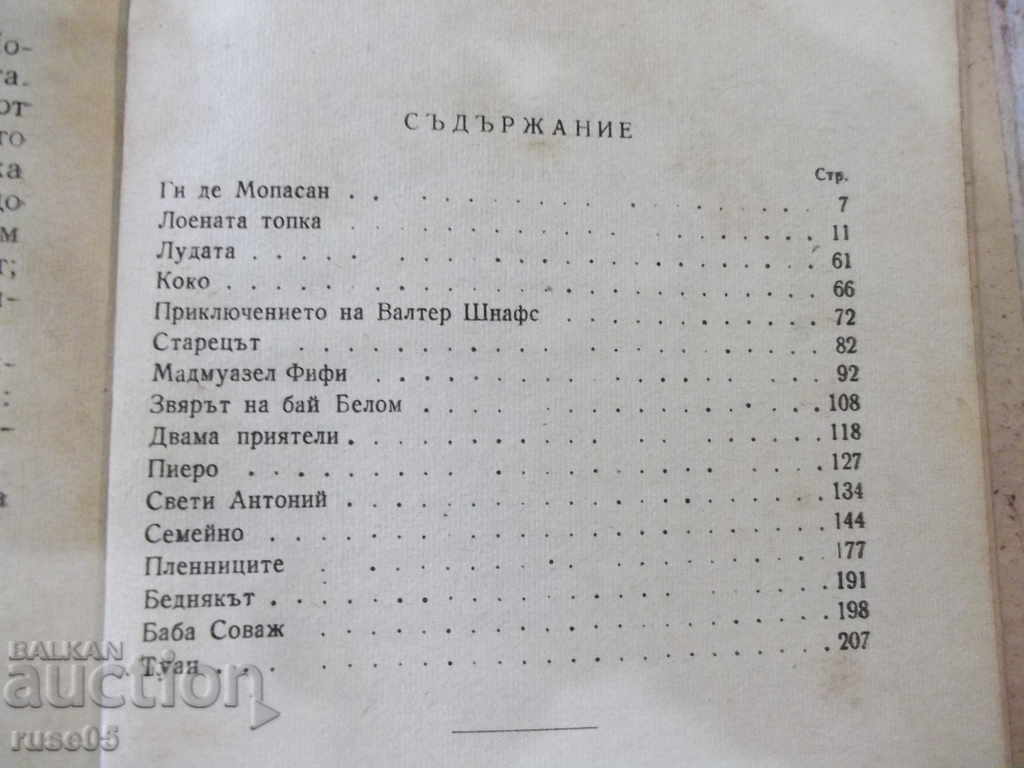 СЪДЪРЖАНИЕ
Стр.
Ги де Мопасан . . . . . . . . . . . . 7
Лоената топка . . . . . . . . . . . . 11
Лудата . . . . . . . . . . . . 61
Коко . . . . . . . . . . . . 66
Приключението на Валтер Шнафс . . . . . . . . 72
Старецът . . . . . . . . . . . . 82
Мадмуазел Фифи . . . . . . . . . . . . 92
Звярът на бай Белом . . . . . . . . . . . . 108
Двама приятели . . . . . . . . . . . . 118
Пиеро . . . . . . . . . . . . 127
Свети Антоний . . . . . . . . . . . . 134
Семейно . . . . . . . . . . . . 144
Пленниците . . . . . . . . . . . . 177
Беднякът . . . . . . . . . . . . 191
Баба Соваж . . . . . . . . . . . . 198
Туан . . . . . . . . . . . . 207
BALKAN
auction
ruse05